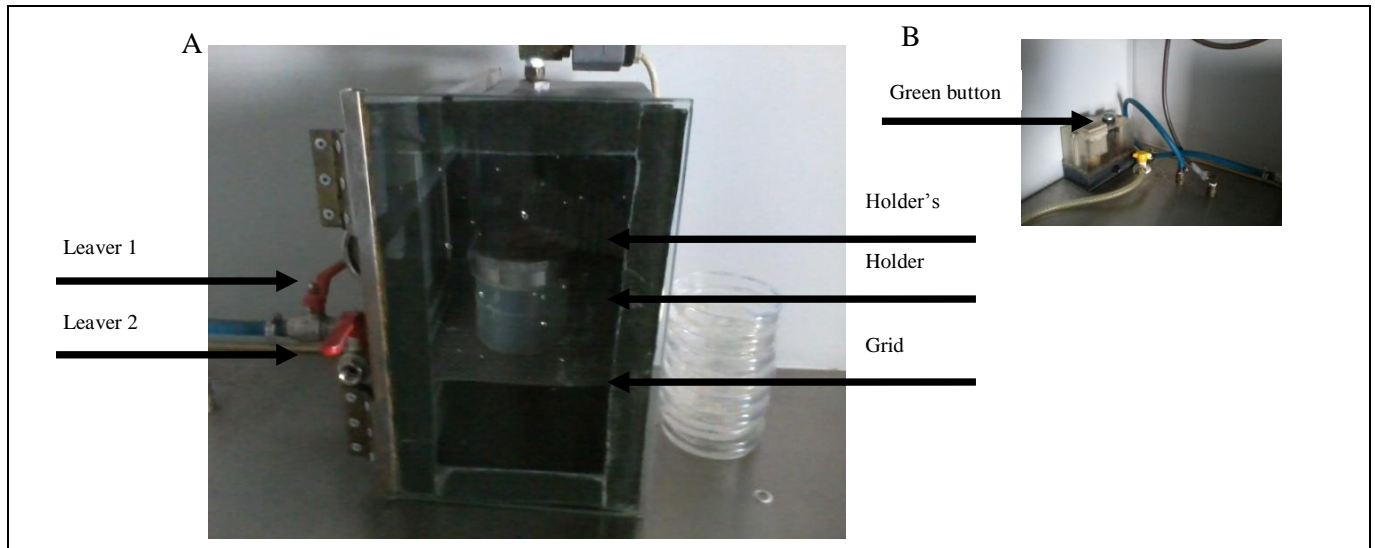 A
B
Green button
Holder's
Leaver 1
Holder
Leaver 2
Grid